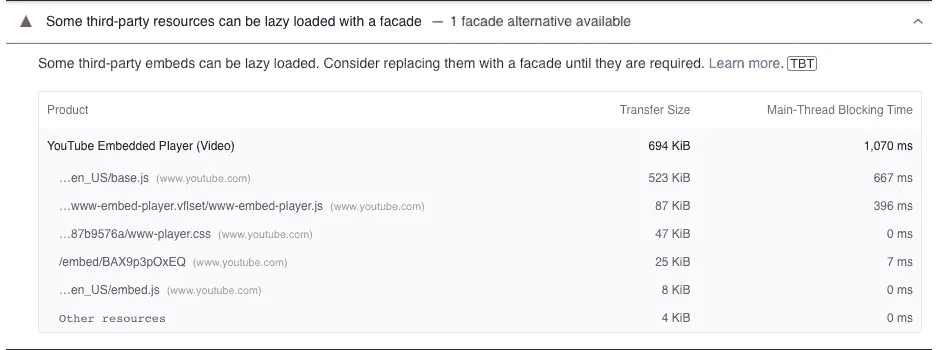 Some third-party resources can be lazy loaded with a facade — 1 facade alternative available
Some third-party embeds can be lazy loaded. Consider replacing them with a facade until they are required. Learn more. TBT
Product Transfer Size Main-Thread Blocking Time
YouTube Embedded Player (Video) 694 KiB 1,070 ms
…en_US/base.js (www.youtube.com) 523 KiB 667 ms
…www-embed-player.vflset/www-embed-player.js (www.youtube.com) 87 KiB 396 ms
…87b9576a/www-player.css (www.youtube.com) 47 KiB 0 ms
/embed/BAX9p3pOxEQ (www.youtube.com) 25 KiB 7 ms
…en_US/embed.js (www.youtube.com) 8 KiB 0 ms
Other resources 4 KiB 0 ms